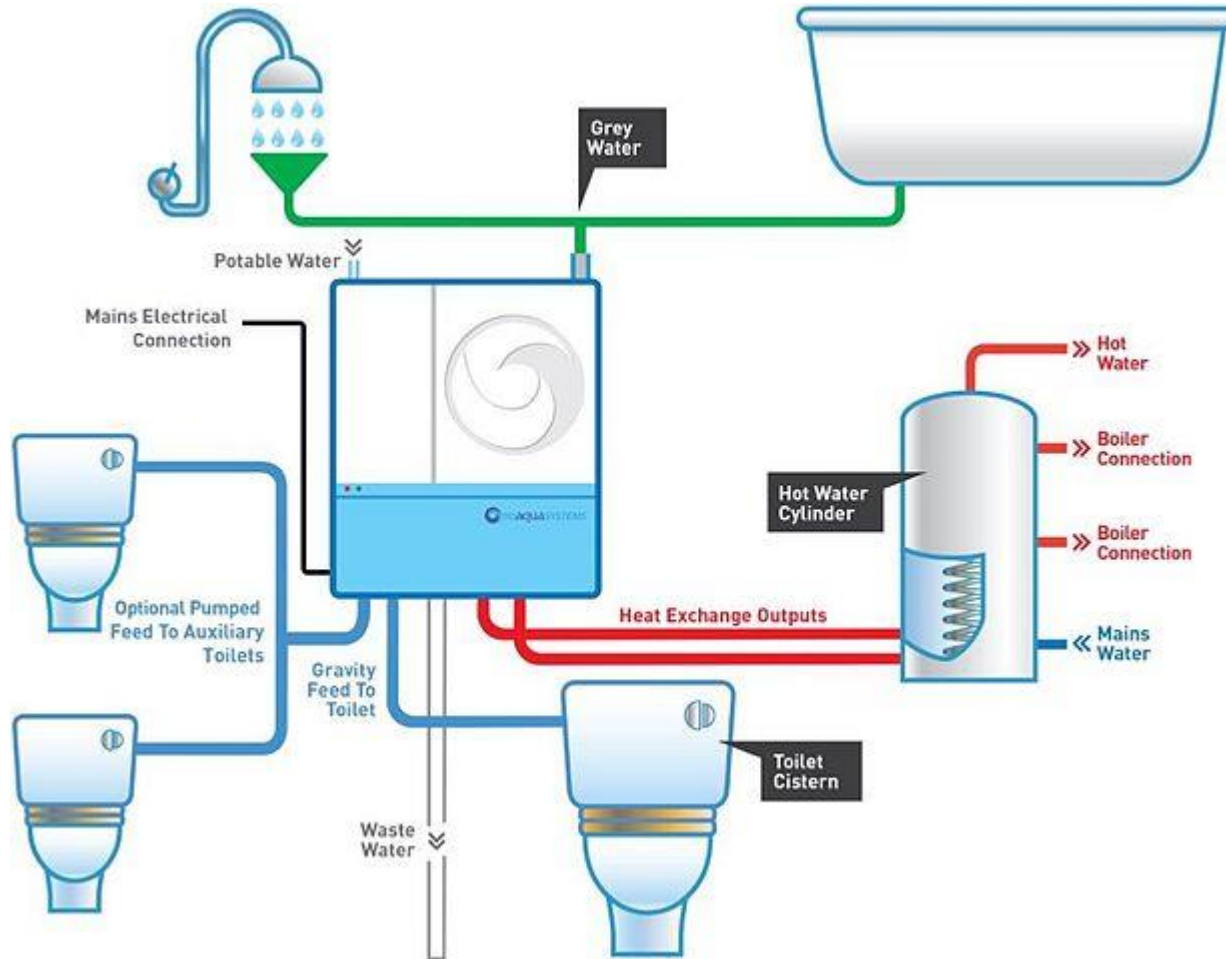 Grey
Water
Potable Water
Mains Electrical
Connection
Hot
Water
Boiler
Connection
Hot Water
Cylinder
Boiler
Connection
AQUASYSTEMS
Optional Pumped
Feed To Auxiliary
Toilets
Heat Exchange Outputs
Mains
Water
Gravity
Feed To
Toilet
Toilet
Cistern
Waste
Water